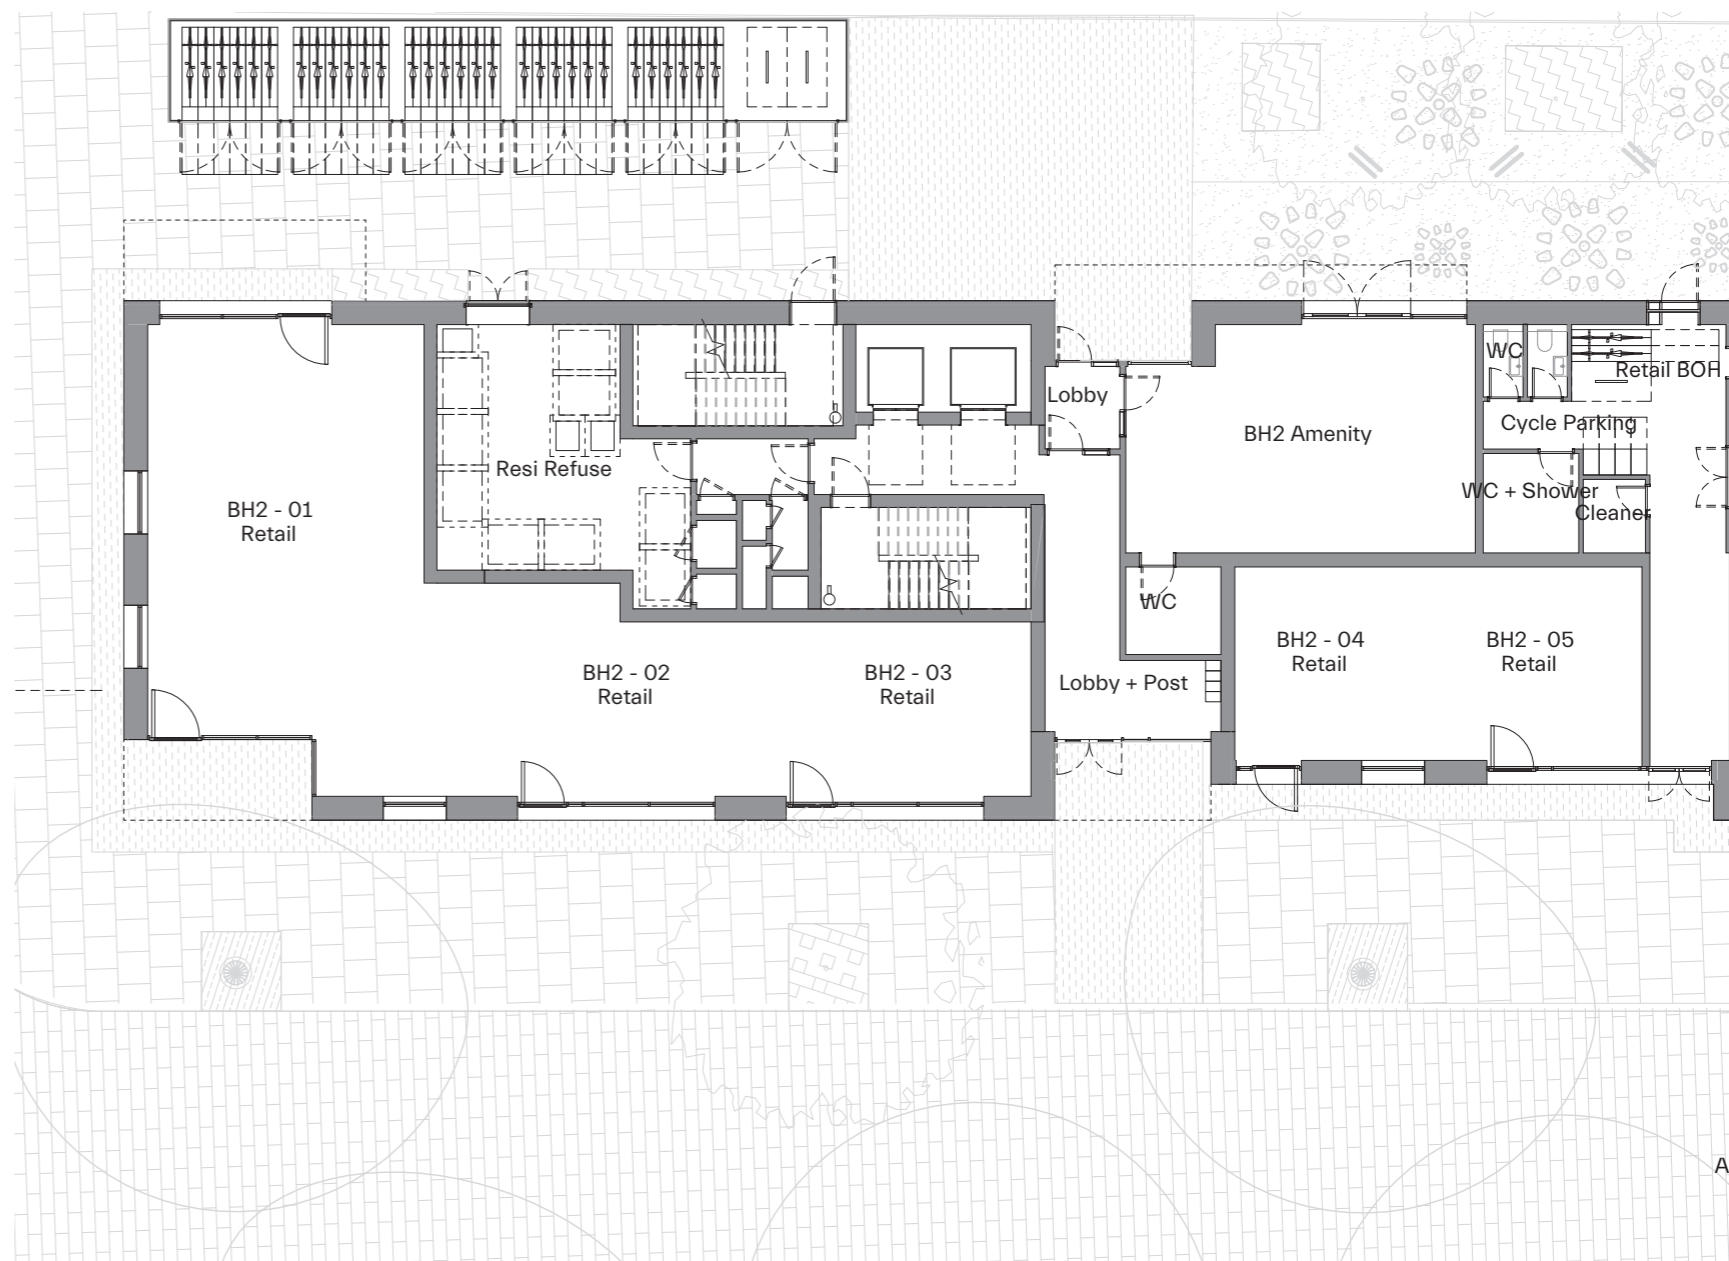 WC
Retail BOH
Lobby
Cycle Parking
BH2 Amenity
Resi Refuse
WC + Shower
Cleaner
BH2 - 01
Retail
WC
BH2 - 04
Retail
BH2 - 05
Retail
BH2 - 02
Retail
BH2 - 03
Retail
Lobby + Post
A